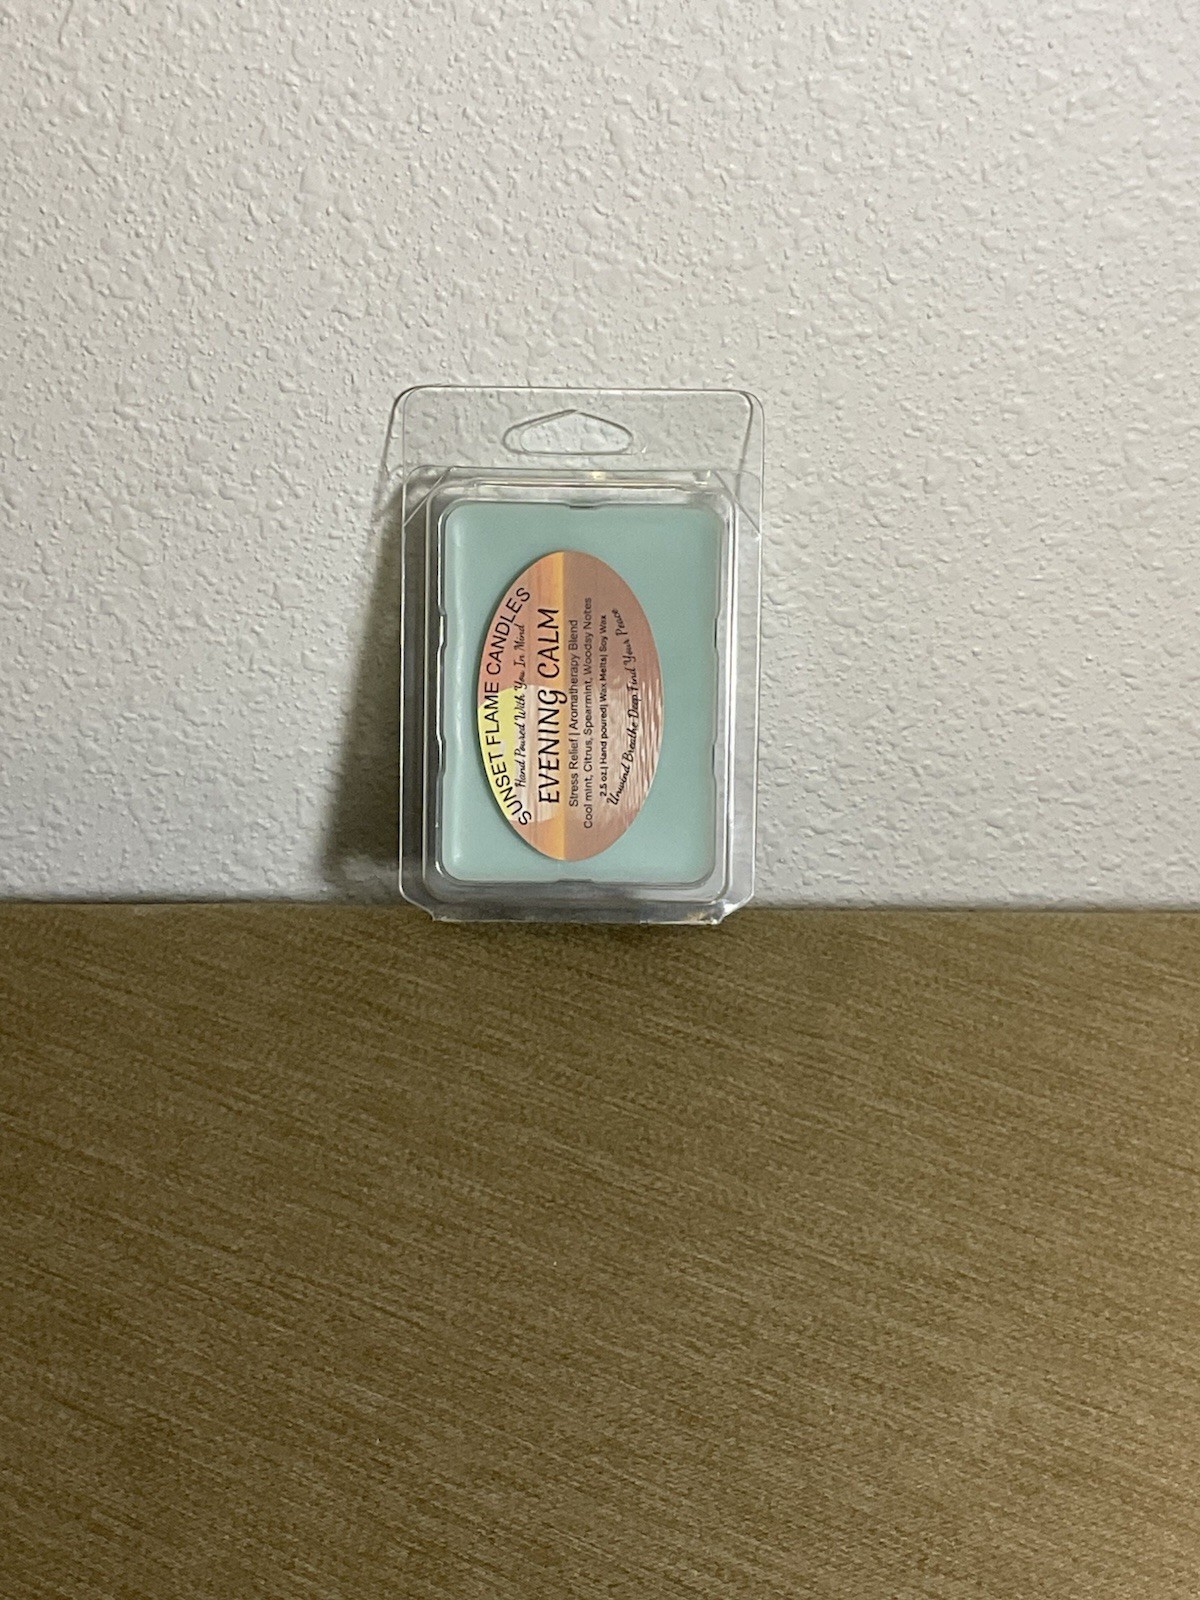 SUNSET FLAME CANDLES
Hand Poured With You In Mind
EVENING CALM
Stress Relief | Aromatherapy Blend
Cool mint, Citrus, Spearmint, Woodsy Notes
2.5 oz.| Hand poured| Wax Melts| Soy Wax
Unwind Breathe Deep Find Your Peace